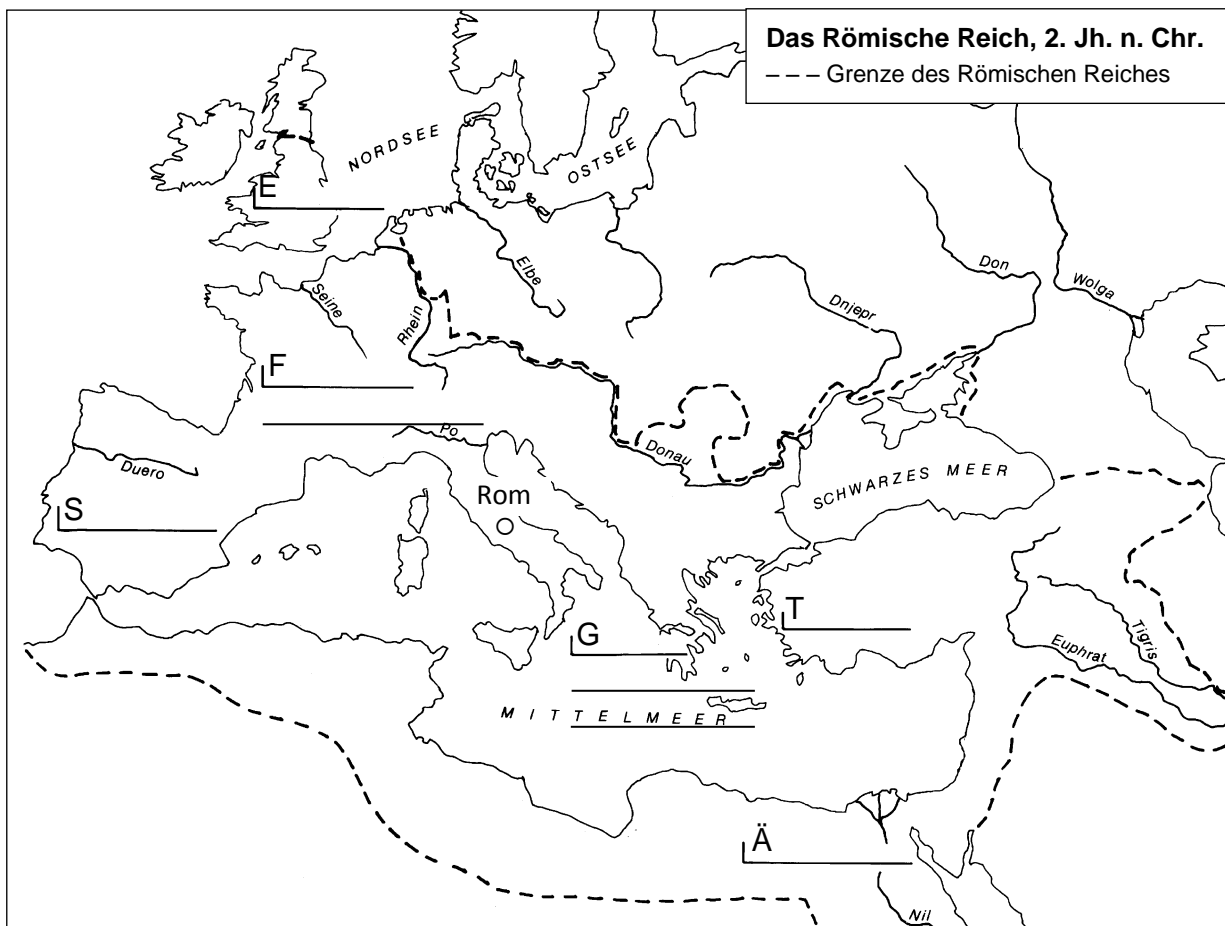 Das Römische Reich, 2. Jh. n. Chr.
Grenze des Römischen Reiches
NORDSEE
OSTSEE
E
Elbe
Don
Wolga
Seine
Rhein
Dnjepr
F
Po
Donau
Duero
SCHWARZES MEER
Rom
S
T
G
Tigris
Euphrat
MITTELMEER
Ä
Nil